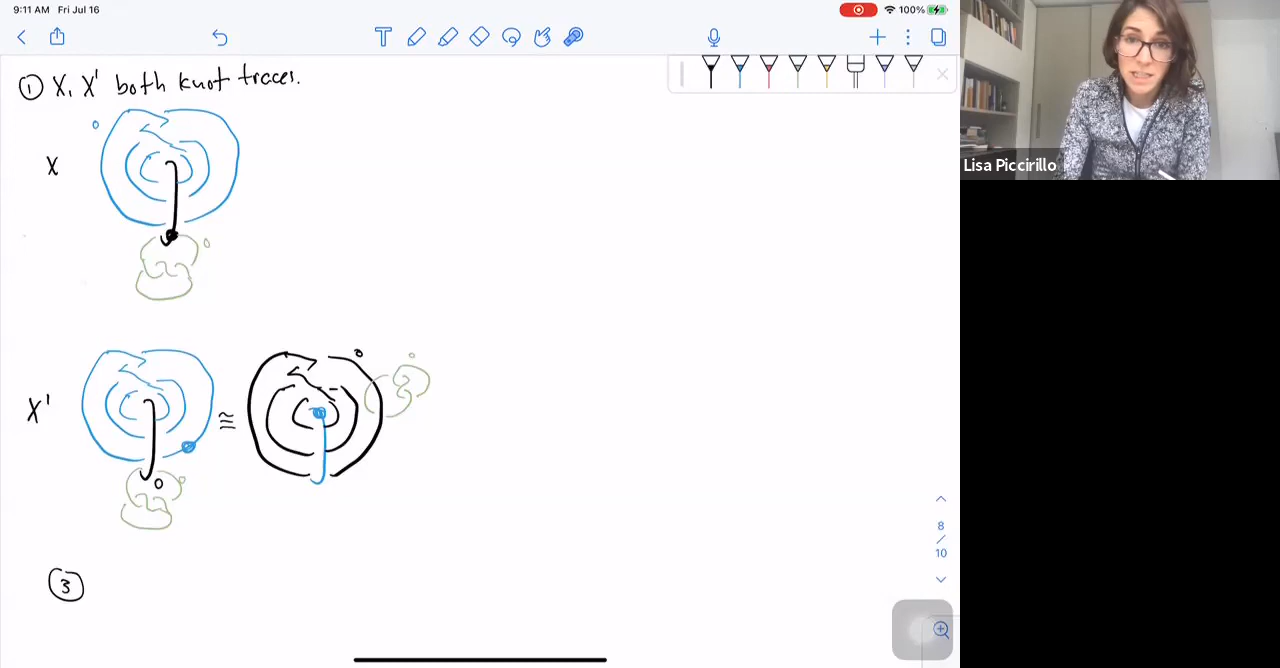 9:11 AM Fri Jul 16
100%
① X, X' both knot traces.
0
X
0
X'
0
0
≅
0
0
8
/
10
③
Lisa Piccirillo